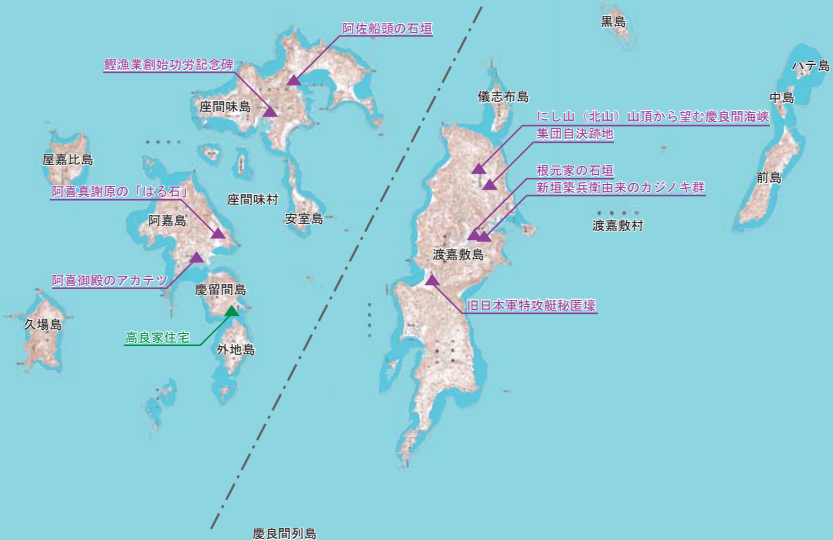 黒島
阿佐船頭の石垣
鰹漁業創始功労記念碑
ハテ島
中島
儀志布島
座間味島
にし山（北山）山頂から望む慶良間海峡
集団自決跡地
屋嘉比島
根元家の石垣
前島
阿喜真謝原の「はる石」
新垣築兵衛由来のカジノキ群
座間味村
安室島
阿嘉島
渡嘉敷村
渡嘉敷島
阿喜御殿のアカテツ
慶留間島
旧日本軍特攻艇秘匿壕
久場島
高良家住宅
外地島
慶良間列島